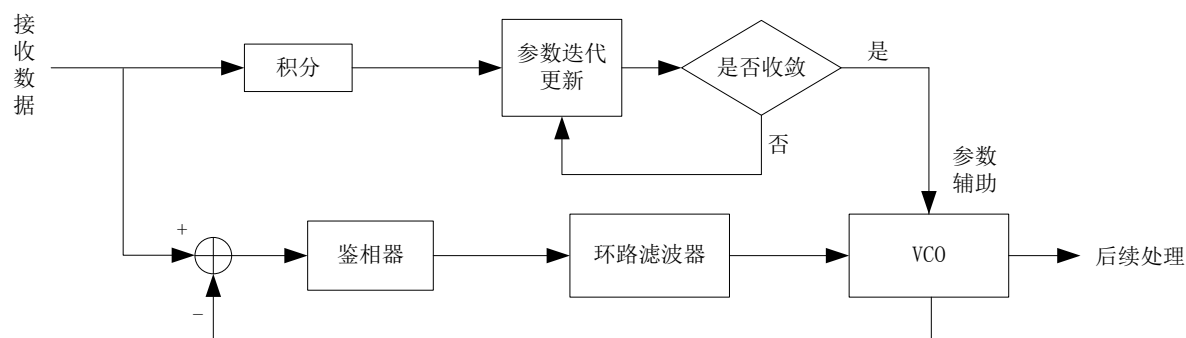 接
收
数
据
积分
参数迭代
更新
是否收敛
是
否
参数
辅助
+
鉴相器
环路滤波器
VCO
后续处理
−